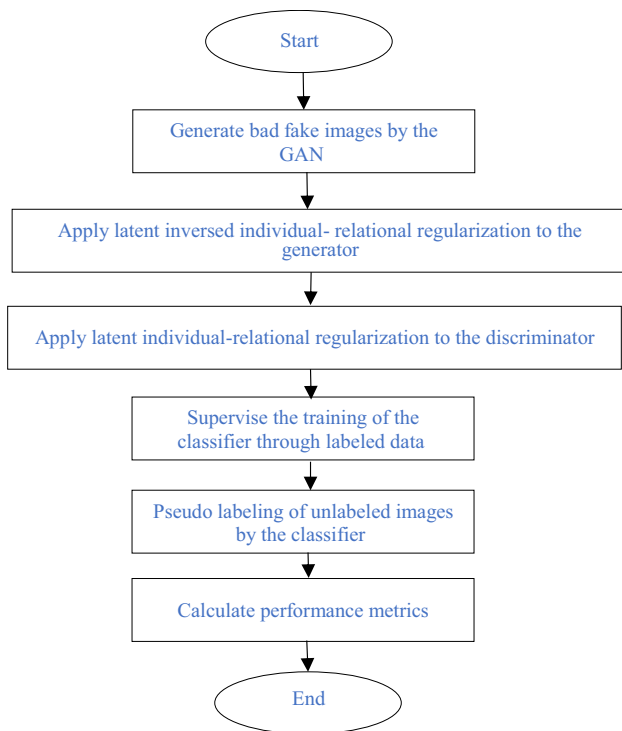 Start
Generate bad fake images by the
GAN
Apply latent inversed individual- relational regularization to the
generator
Apply latent individual-relational regularization to the discriminator
Supervise the training of the
classifier through labeled data
Pseudo labeling of unlabeled images
by the classifier
Calculate performance metrics
End